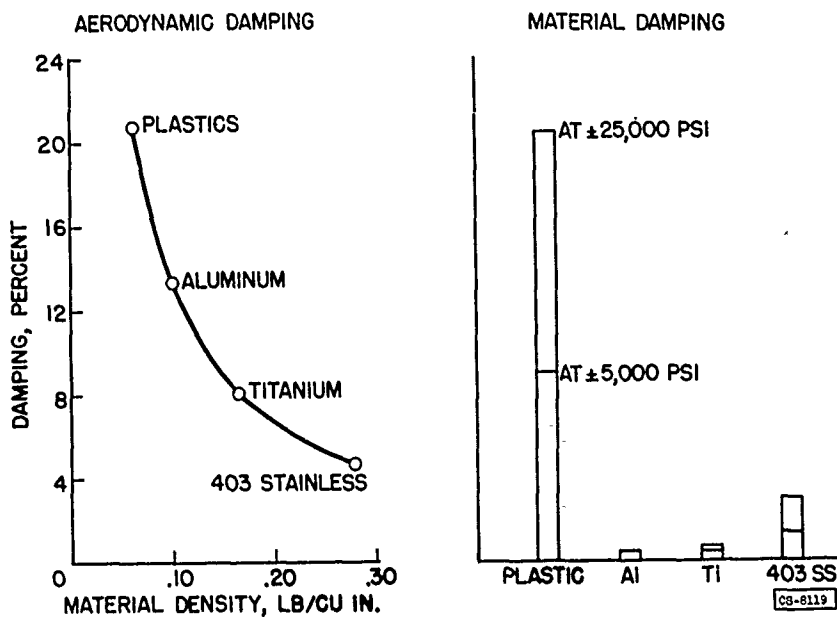 AERODYNAMIC DAMPING
24
20
16
12
8
4
0
.10
.20
.30
DAMPING, PERCENT
PLASTICS
ALUMINUM
TITANIUM
403 STAINLESS
MATERIAL DENSITY, LB/CU IN.
MATERIAL DAMPING
AT ±25,000 PSI
AT ±5,000 PSI
PLASTIC
Al
Ti
403 SS
CS-8119